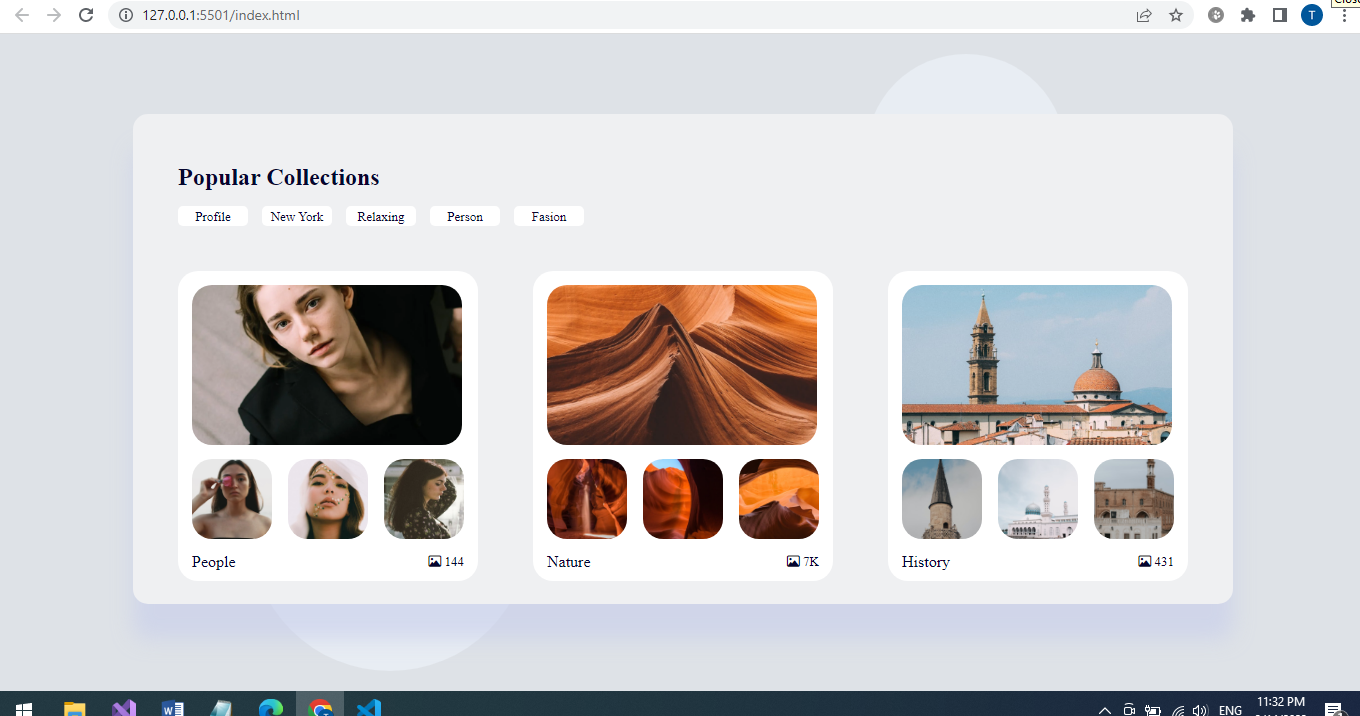 127.0.0.1:5501/index.html
T
Popular Collections
Profile New York Relaxing Person Fasion
People 144
Nature 7K
History 431
ENG
11:32 PM